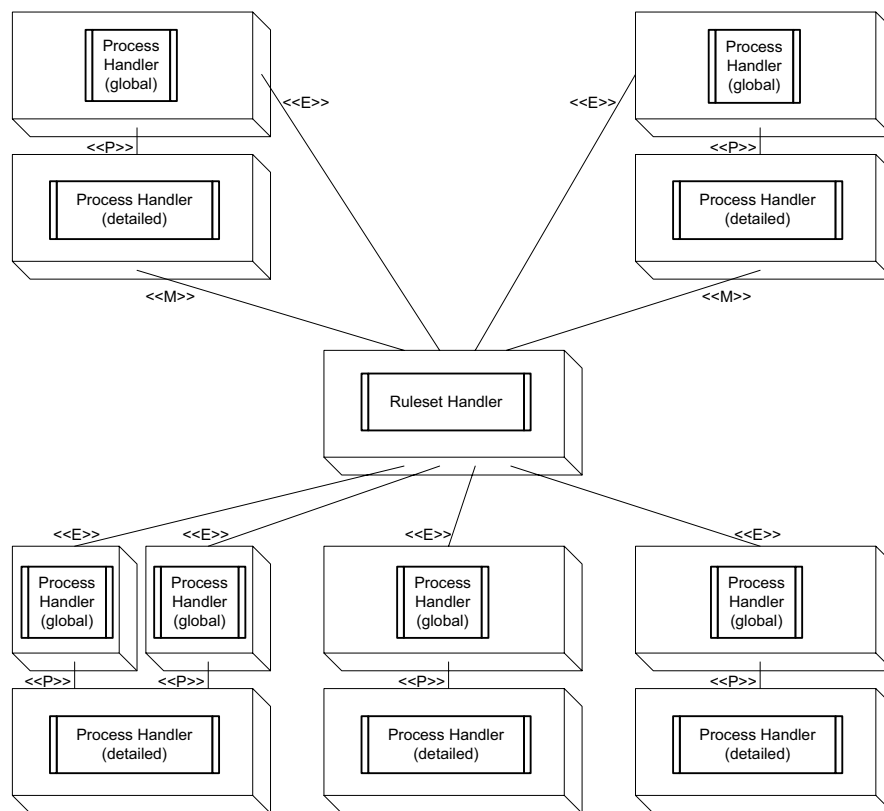 Process
Handler
(global)
Process
Handler
(global)
<<E>>
<<E>>
<<P>>
<<P>>
Process Handler
(detailed)
Process Handler
(detailed)
<<M>>
<<M>>
Ruleset Handler
<<E>>
<<E>>
<<E>>
<<E>>
Process
Handler
(global)
Process
Handler
(global)
Process
Handler
(global)
Process
Handler
(global)
<<P>>
<<P>>
<<P>>
<<P>>
Process Handler
(detailed)
Process Handler
(detailed)
Process Handler
(detailed)